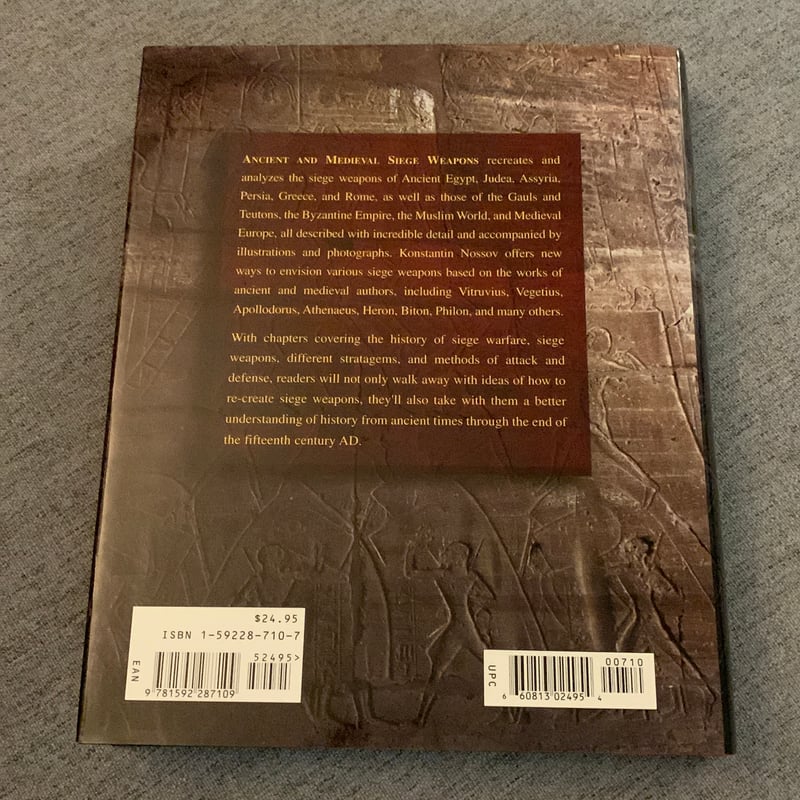 ANCIENT AND MEDIEVAL SIEGE WEAPONS recreates and
analyzes the siege weapons of Ancient Egypt, Judea, Assyria,
Persia, Greece, and Rome, as well as those of the Gauls and
Teutons, the Byzantine Empire, the Muslim World, and Medieval
Europe, all described with incredible detail and accompanied by
illustrations and photographs. Konstantin Nossov offers new
ways to envision various siege weapons based on the works of
ancient and medieval authors, including Vitruvius, Vegetius,
Apollodorus, Athenaeus, Heron, Biton, Philon, and many others.
With chapters covering the history of siege warfare, siege
weapons, different stratagems, and methods of attack and
defense, readers will not only walk away with ideas of how to
re-create siege weapons, they'll also take with them a better
understanding of history from ancient times through the end of
the fifteenth century AD.
$24.95
ISBN 1-59228-710-7
52495>
EAN
9 781592 287109
00710
UPC
6 60813 02495 4